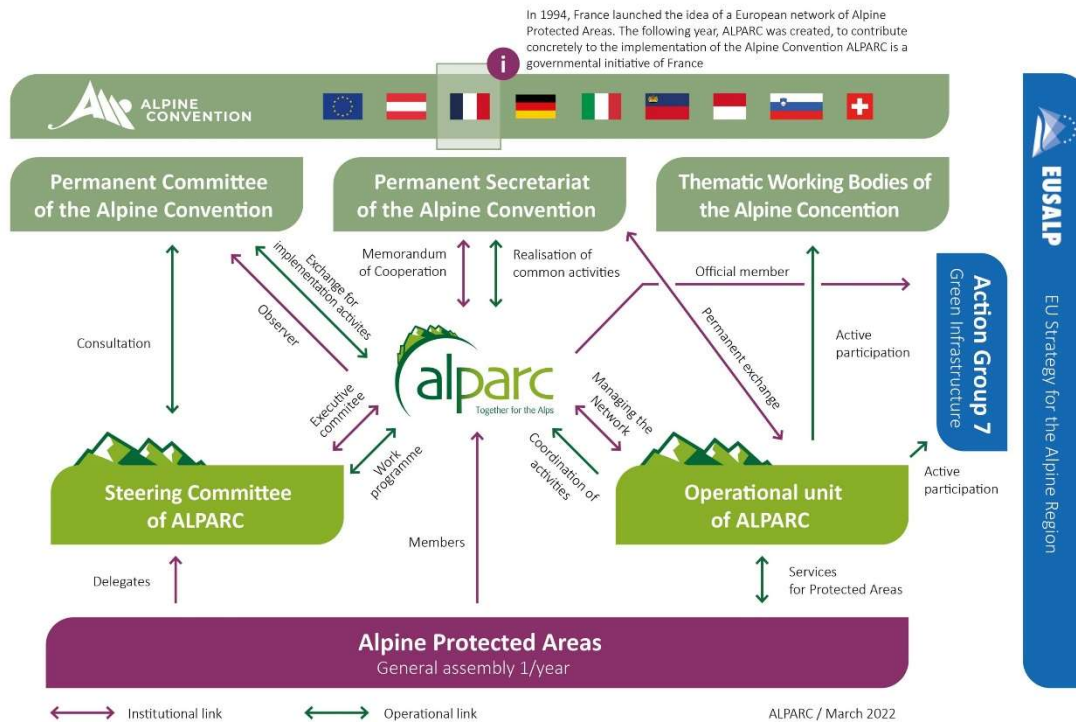 In 1994, France launched the idea of a European network of Alpine
Protected Areas. The following year, ALPARC was created, to contribute
concretely to the implementation of the Alpine Convention ALPARC is a
governmental initiative of France
i
ALPINE
CONVENTION
Permanent Committee
of the Alpine Convention
Permanent Secretariat
of the Alpine Convention
Thematic Working Bodies of
the Alpine Concention
EUSALP
EU Strategy for the Alpine Region
Memorandum
of Cooperation
Realisation of
common activities
Exchange for
implementation activites
Observer
Official member
Action Group 7
Green Infrastructure
Consultation
Permanent exchange
Active
participation
alparc
Together for the Alps
Executive
committee
Work
programme
Managing the
Network
Coordination of
activities
Steering Committee
of ALPARC
Operational unit
of ALPARC
Active
participation
Members
Delegates
Services
for Protected Areas
Alpine Protected Areas
General assembly 1/year
Institutional link
Operational link
ALPARC / March 2022